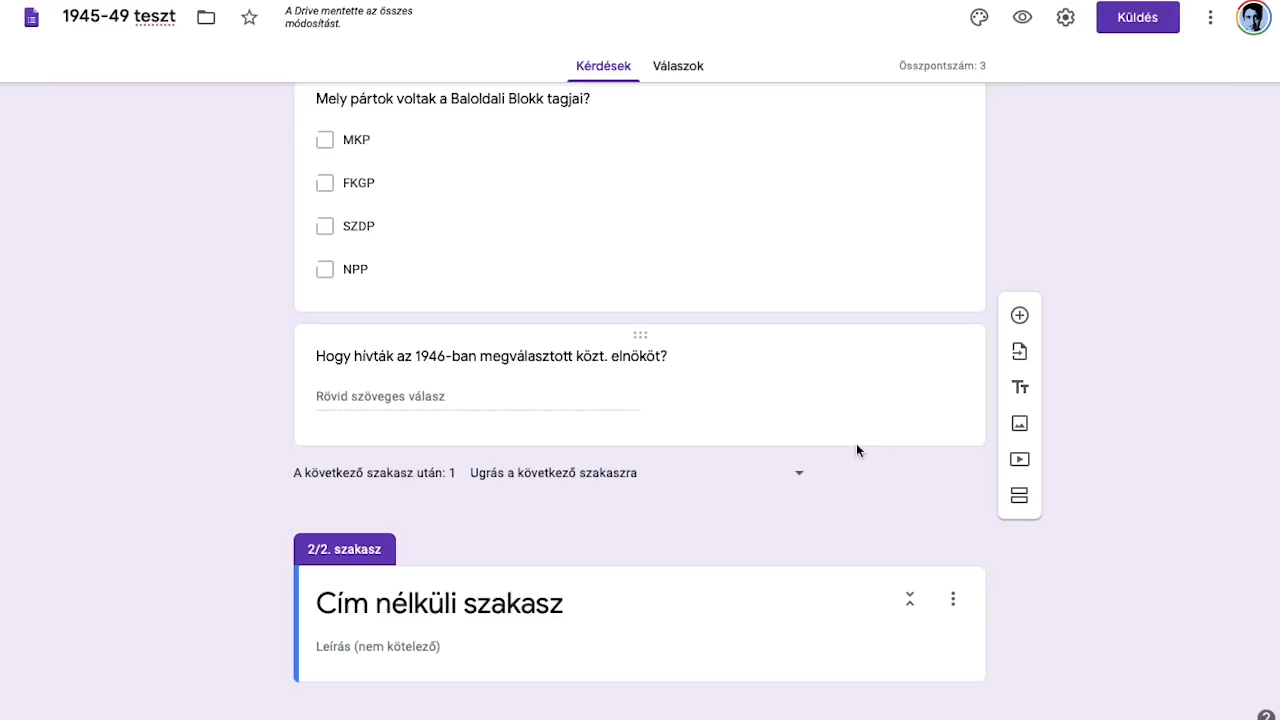 1945-49 teszt
A Drive mentette az összes
módosítást.
Küldés
Kérdések
Válaszok
Összpontszám: 3
Mely pártok voltak a Baloldali Blokk tagjai?
MKP
FKGP
SZDP
NPP
Hogy hívták az 1946-ban megválasztott közt. elnököt?
Rövid szöveges válasz
A következő szakasz után: 1 Ugrás a következő szakaszra
2/2. szakasz
Cím nélküli szakasz
Leírás (nem kötelező)